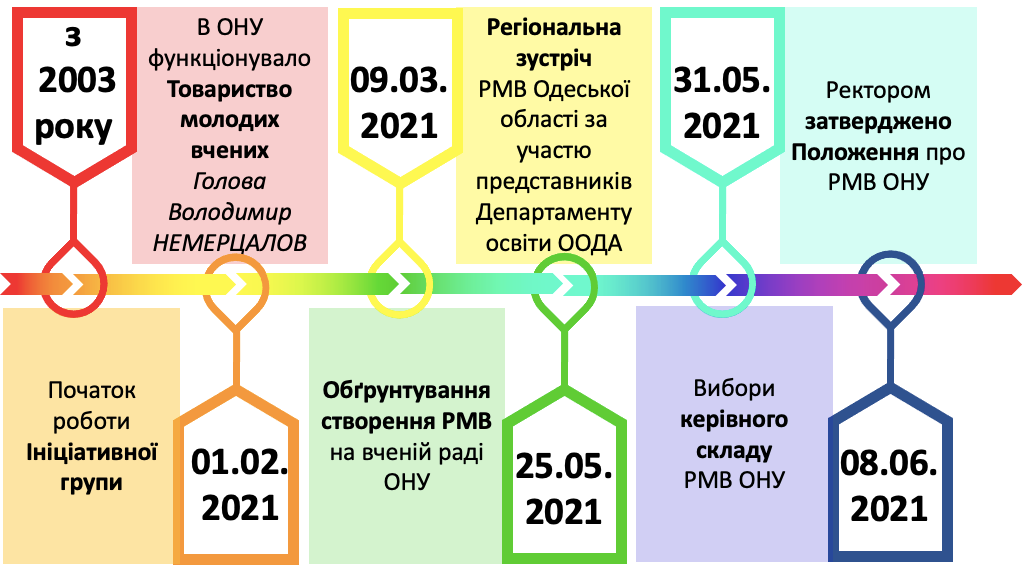 З
2003
року
В ОНУ
функціонувало
Товариство
молодих
вчених
Голова
Володимир
НЕМЕРЦАЛОВ
Початок
роботи
Ініціативної
групи
01.02.
2021
09.03.
2021
Регіональна
зустріч
РМВ Одеської
області за
участю
представників
Департаменту
освіти ООДА
Обґрунтування
створення РМВ
на вченій раді
ОНУ
25.05.
2021
31.05.
2021
Ректором
затверджено
Положення про
РМВ ОНУ
Вибори
керівного
складу
РМВ ОНУ
08.06.
2021